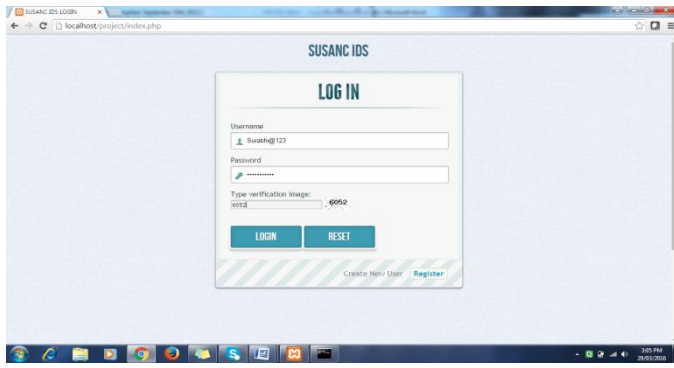 SUSANC IDS LOGIN
localhost/project/index.php
SUSANC IDS
LOG IN
Username
Surabhi@123
Password
Type verification image:
6052
6052
LOGIN RESET
Create New User Register
3:05 PM
29/03/2016